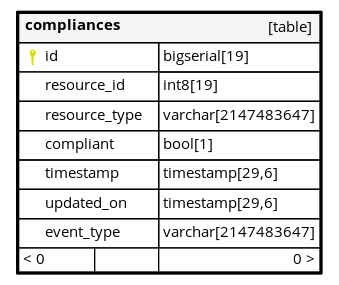 compliances [table]
id bigserial[19]
resource_id int8[19]
resource_type varchar[2147483647]
compliant bool[1]
timestamp timestamp[29,6]
updated_on timestamp[29,6]
event_type varchar[2147483647]
< 0 0 >